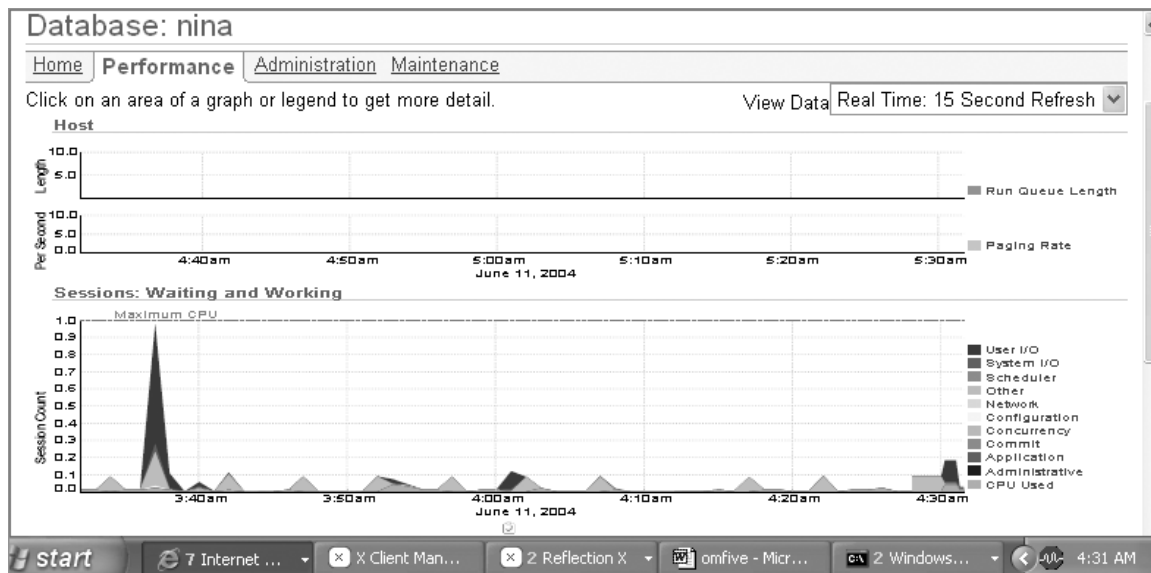 Database: nina
Home Performance Administration Maintenance
Click on an area of a graph or legend to get more detail.
View Data Real Time: 15 Second Refresh
Host
Length
10.0
5.0
Run Queue Length
Per Second
10.0
5.0
0.0
Paging Rate
4:40am 4:50am 5:00am 5:10am 5:20am 5:30am
June 11, 2004
Sessions: Waiting and Working
Maximum CPU
Session Count
1.0
0.9
0.8
0.7
0.6
0.5
0.4
0.3
0.2
0.1
0.0
User I/O
System I/O
Scheduler
Other
Network
Configuration
Concurrency
Commit
Application
Administrative
CPU Used
3:40am 3:50am 4:00am 4:10am 4:20am 4:30am
June 11, 2004
start 7 Internet ... X Client Man... 2 Reflection X omfive - Micr... 2 Windows... 4:31 AM